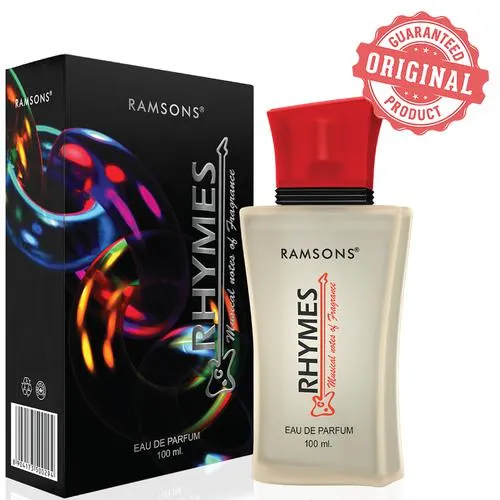 GUARANTEED
ORIGINAL
PRODUCT
RAMSONS®
RHYMES
Musical notes of Fragrance
EAU DE PARFUM
100 ml.
RAMSONS®
RHYMES
Musical notes of Fragrance
EAU DE PARFUM
100 ml.